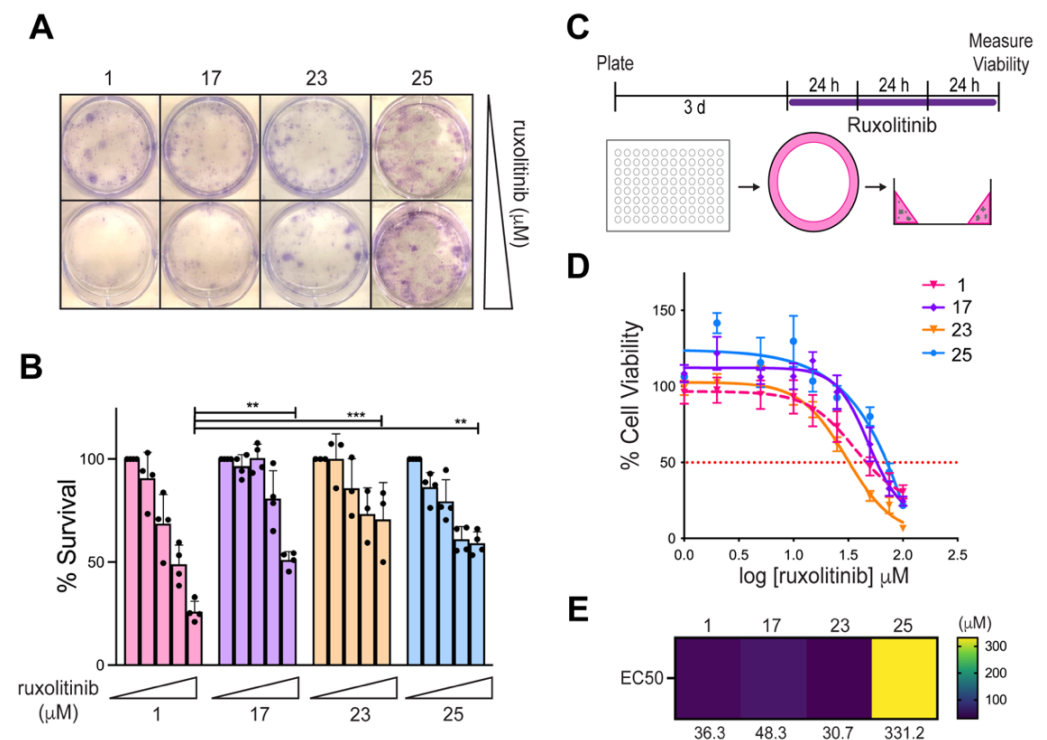 A
1 17 23 25
ruxolitinib (μM)
B
**
***
**
100
50
0
% Survival
ruxolitinib
(μM)
1 17 23 25
C
Measure
Viability
Plate
24 h 24 h 24 h
3 d
Ruxolitinib
D
1
17
23
25
150
100
50
0
% Cell Viability
0.0 0.5 1.0 1.5 2.0 2.5
log [ruxolitinib] μM
E
1 17 23 25
(μM)
300
200
100
EC50
36.3 48.3 30.7 331.2